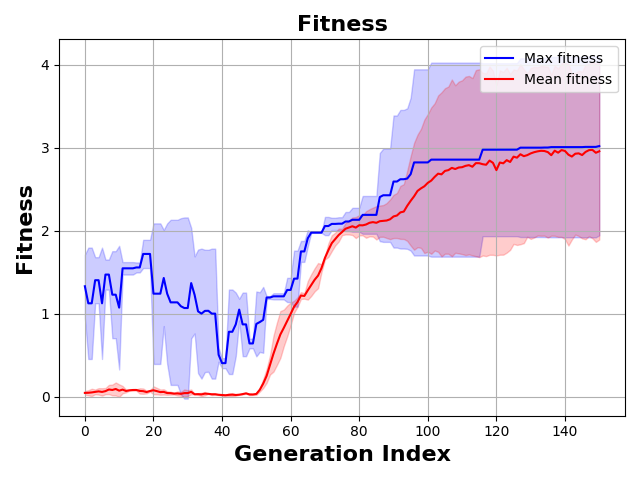 Fitness
Max fitness
Mean fitness
Fitness
4
3
2
1
0
0 20 40 60 80 100 120 140
Generation Index